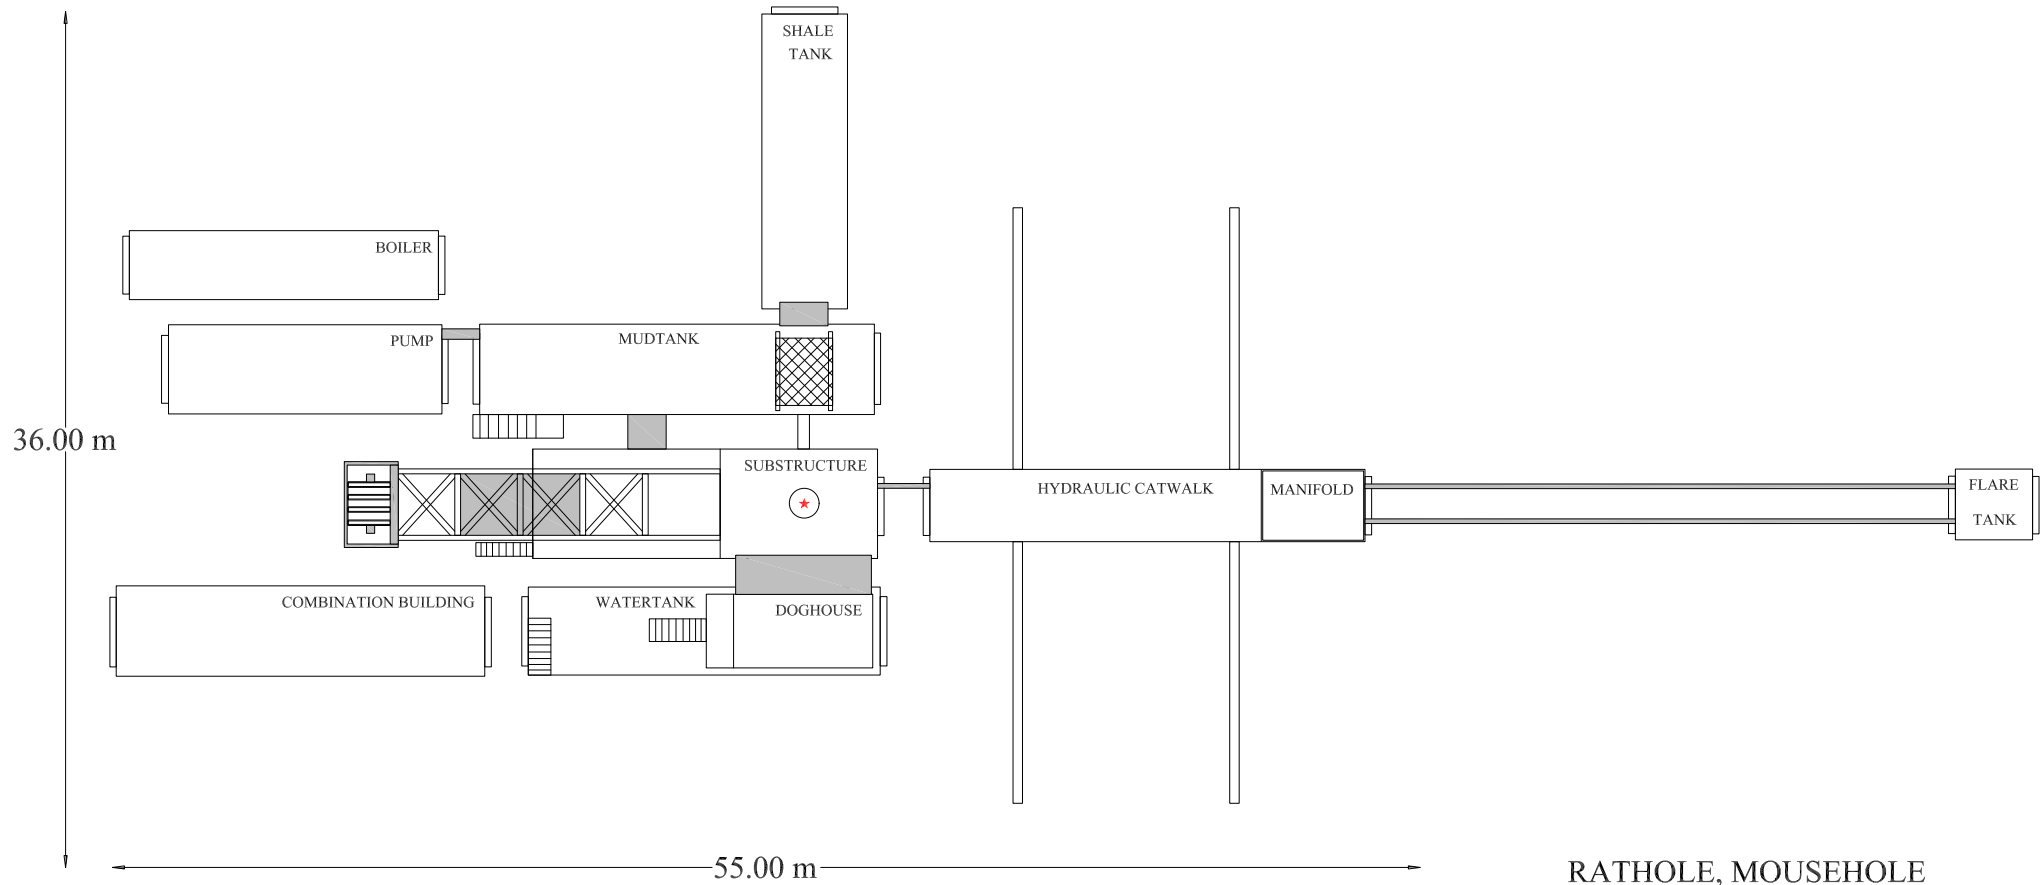 SHALE
TANK
BOILER
PUMP
MUDTANK
36.00 m
SUBSTRUCTURE
HYDRAULIC CATWALK
MANIFOLD
FLARE
TANK
COMBINATION BUILDING
WATERTANK
DOGHOUSE
55.00 m
RATHOLE, MOUSEHOLE